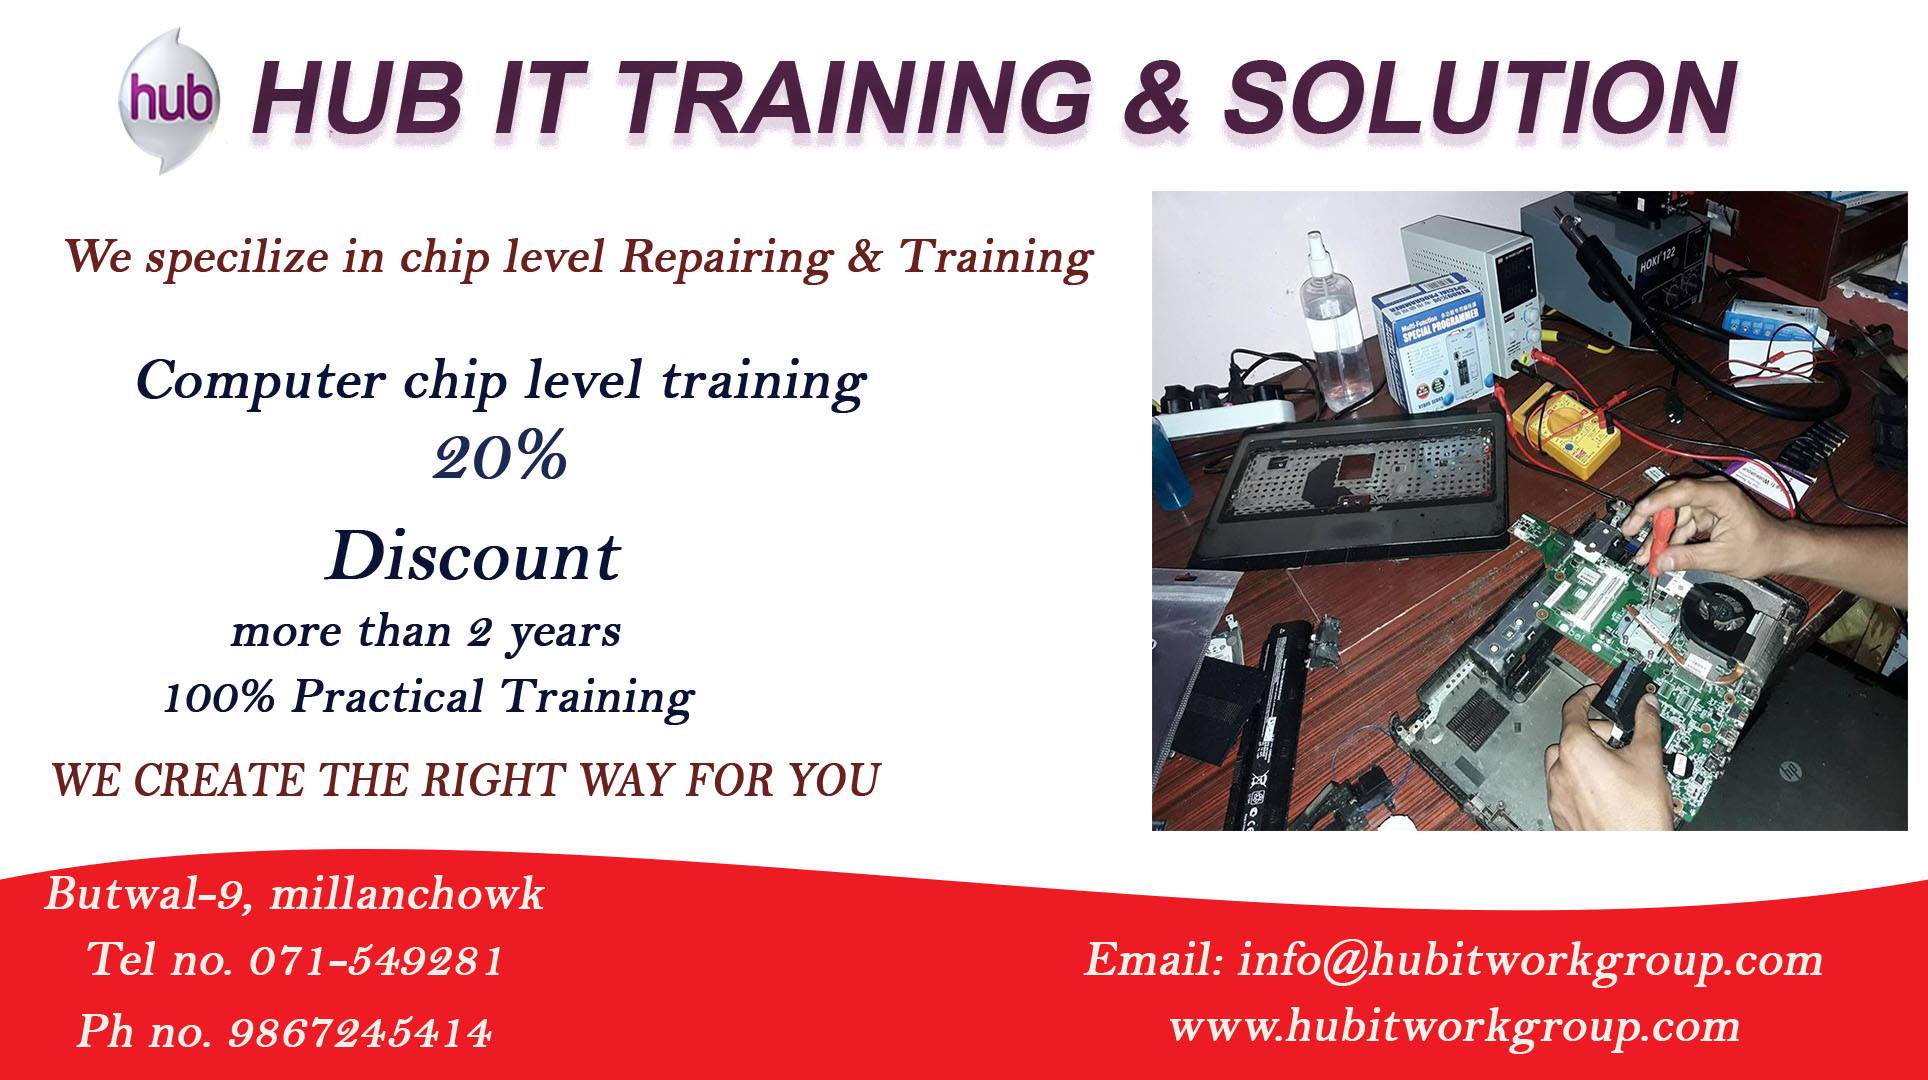 hub
HUB IT TRAINING & SOLUTION
We specilize in chip level Repairing & Training
Computer chip level training
20%
Discount
more than 2 years
100% Practical Training
WE CREATE THE RIGHT WAY FOR YOU
HOKI 122
Multi-Function
SPECIAL PROGRAMMER
hp
Butwal-9, millanchowk
Tel no. 071-549281
Ph no. 9867245414
Email: info@hubitworkgroup.com
www.hubitworkgroup.com